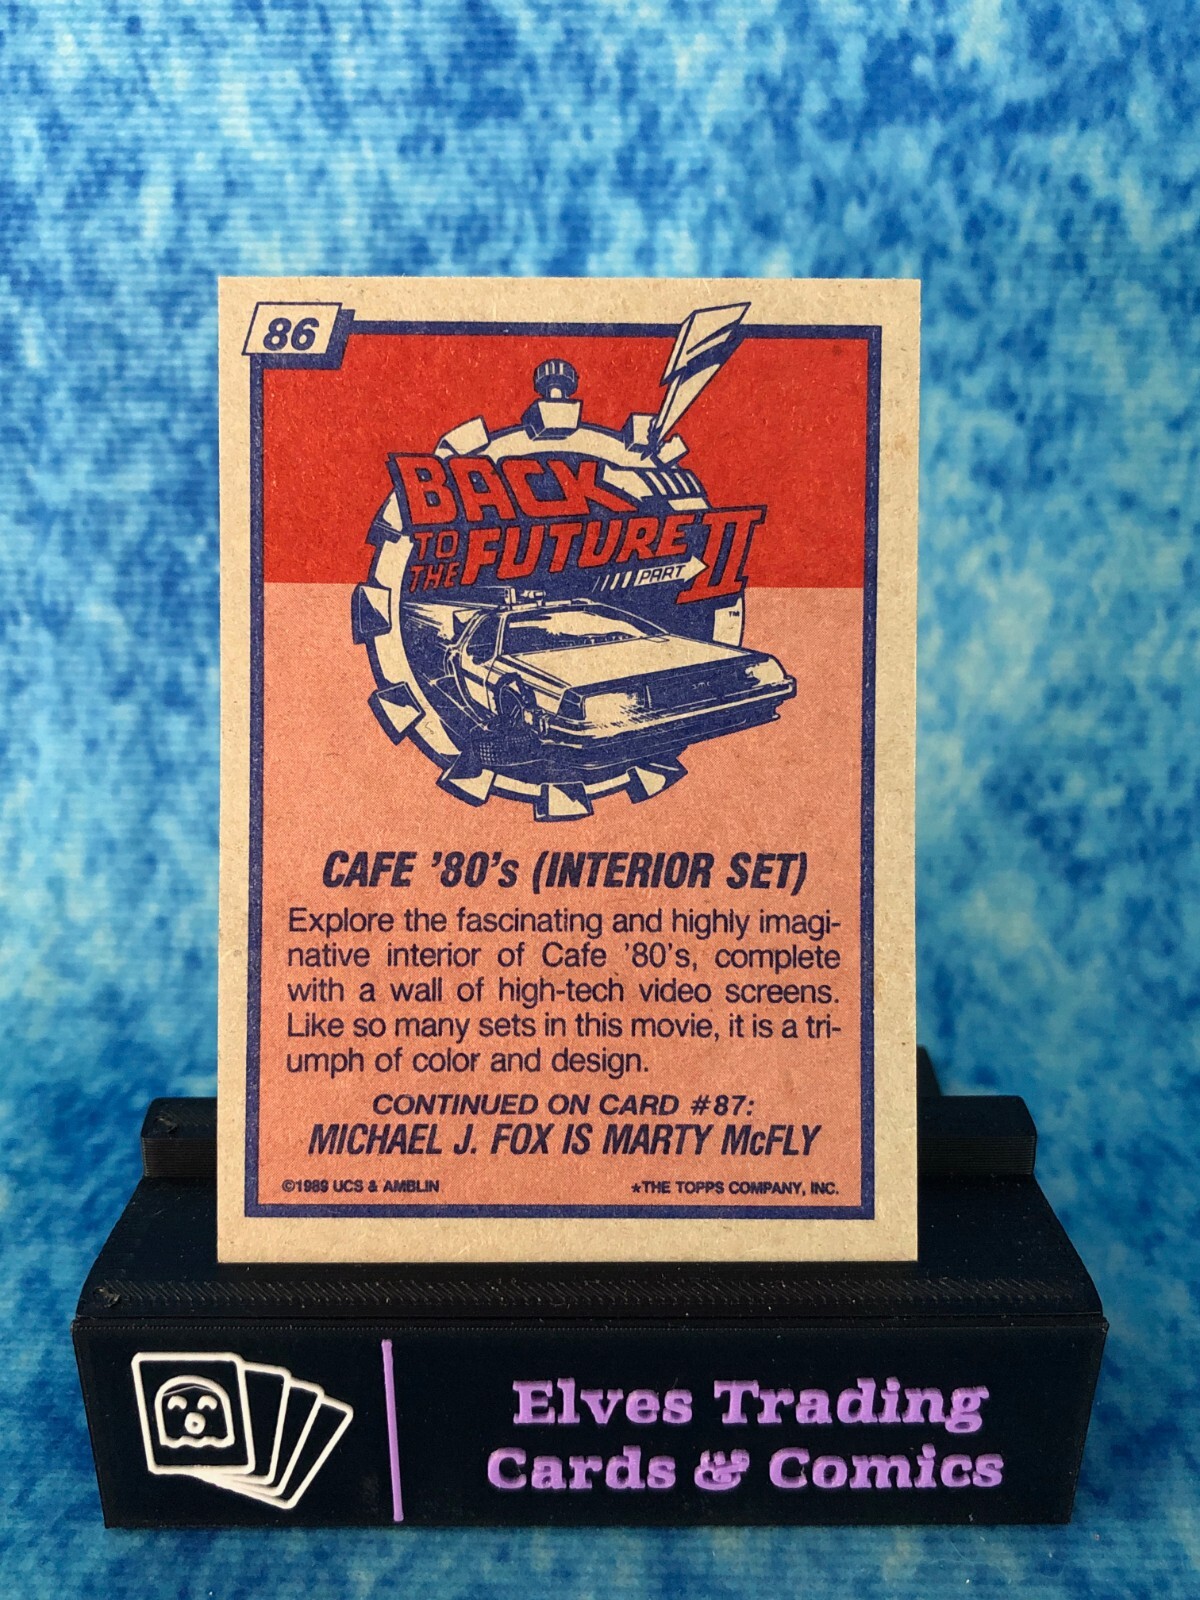 86
BACK
TO
THE FUTURE
PART II
TM
CAFE '80's (INTERIOR SET)
Explore the fascinating and highly imagi-
native interior of Cafe '80's, complete
with a wall of high-tech video screens.
Like so many sets in this movie, it is a tri-
umph of color and design.
CONTINUED ON CARD #87:
MICHAEL J. FOX IS MARTY McFLY
©1989 UCS & AMBLIN
★THE TOPPS COMPANY, INC.
Elves Trading
Cards & Comics